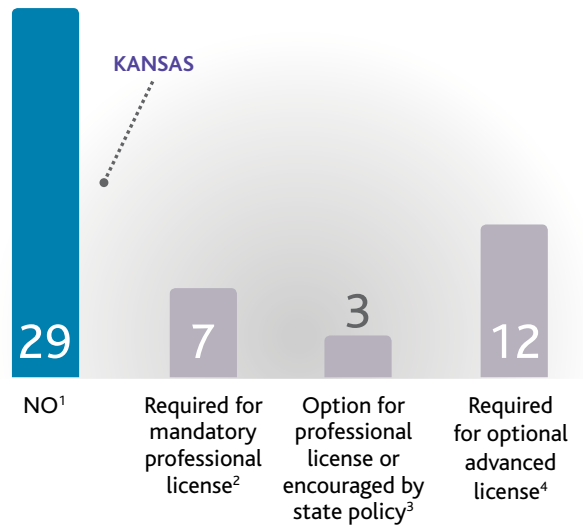 KANSAS
29
7
3
12
NO¹
Required for
mandatory
professional
license²
Option for
professional
license or
encouraged by
state policy³
Required
for optional
advanced
license⁴